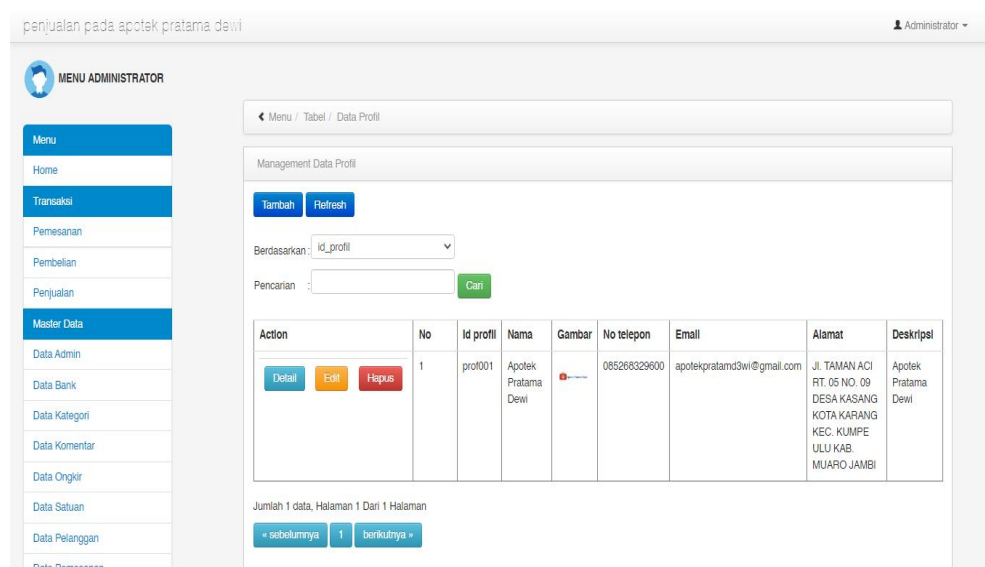 penjualan pada apotek pratama dewi
Administrator
MENU ADMINISTRATOR
Menu / Tabel / Data Profil
Menu
Home
Transaksi
Pemesanan
Pembelian
Penjualan
Master Data
Data Admin
Data Bank
Data Kategori
Data Komentar
Data Ongkir
Data Satuan
Data Pelanggan
Management Data Profil
Tambah Refresh
Berdasarkan : id_profil
Pencarian : Cari
Action No Id profil Nama Gambar No telepon Email Alamat Deskripsi
Detail Edit Hapus
1
prof001
Apotek
Pratama
Dewi
085268329600
apotekpratamd3wi@gmail.com
Jl. TAMAN ACI
RT. 05 NO. 09
DESA KASANG
KOTA KARANG
KEC. KUMPE
ULU KAB.
MUARO JAMBI
Apotek
Pratama
Dewi
Jumlah 1 data, Halaman 1 Dari 1 Halaman
« sebelumnya 1 berikutnya »